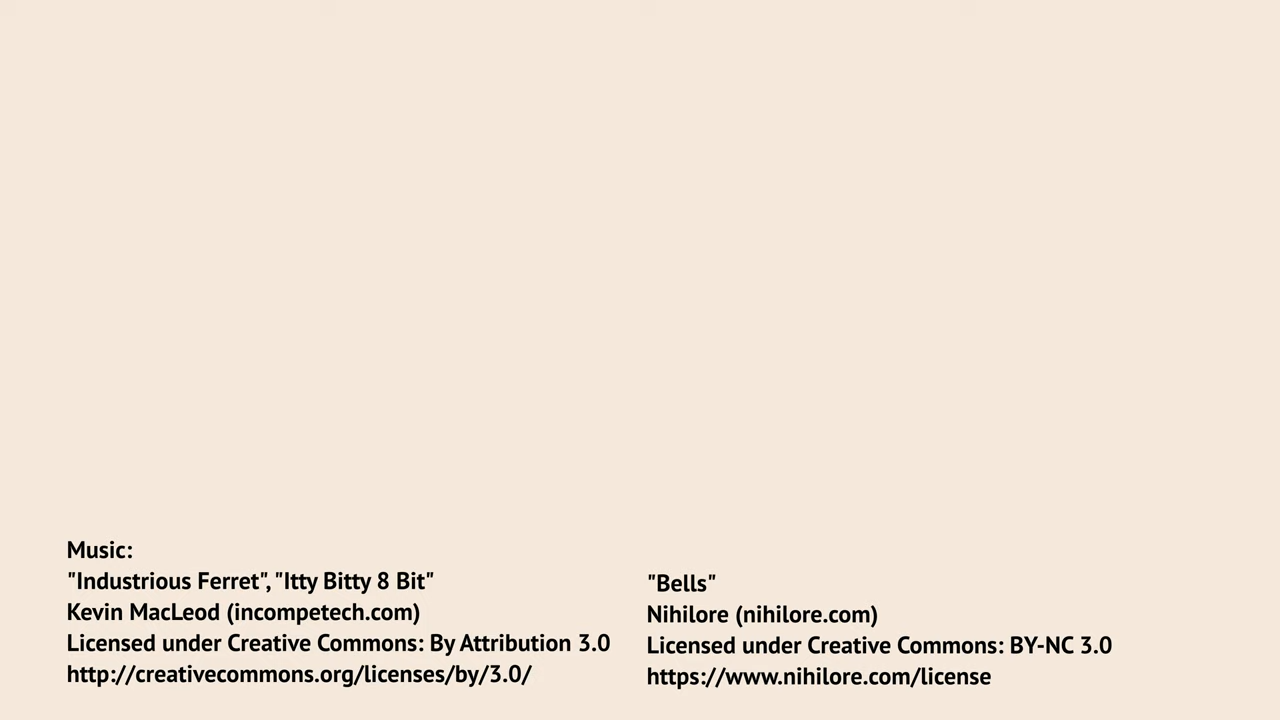 Music:
"Industrious Ferret", "Itty Bitty 8 Bit"
Kevin MacLeod (incompetech.com)
Licensed under Creative Commons: By Attribution 3.0
http://creativecommons.org/licenses/by/3.0/
"Bells"
Nihilore (nihilore.com)
Licensed under Creative Commons: BY-NC 3.0
https://www.nihilore.com/license